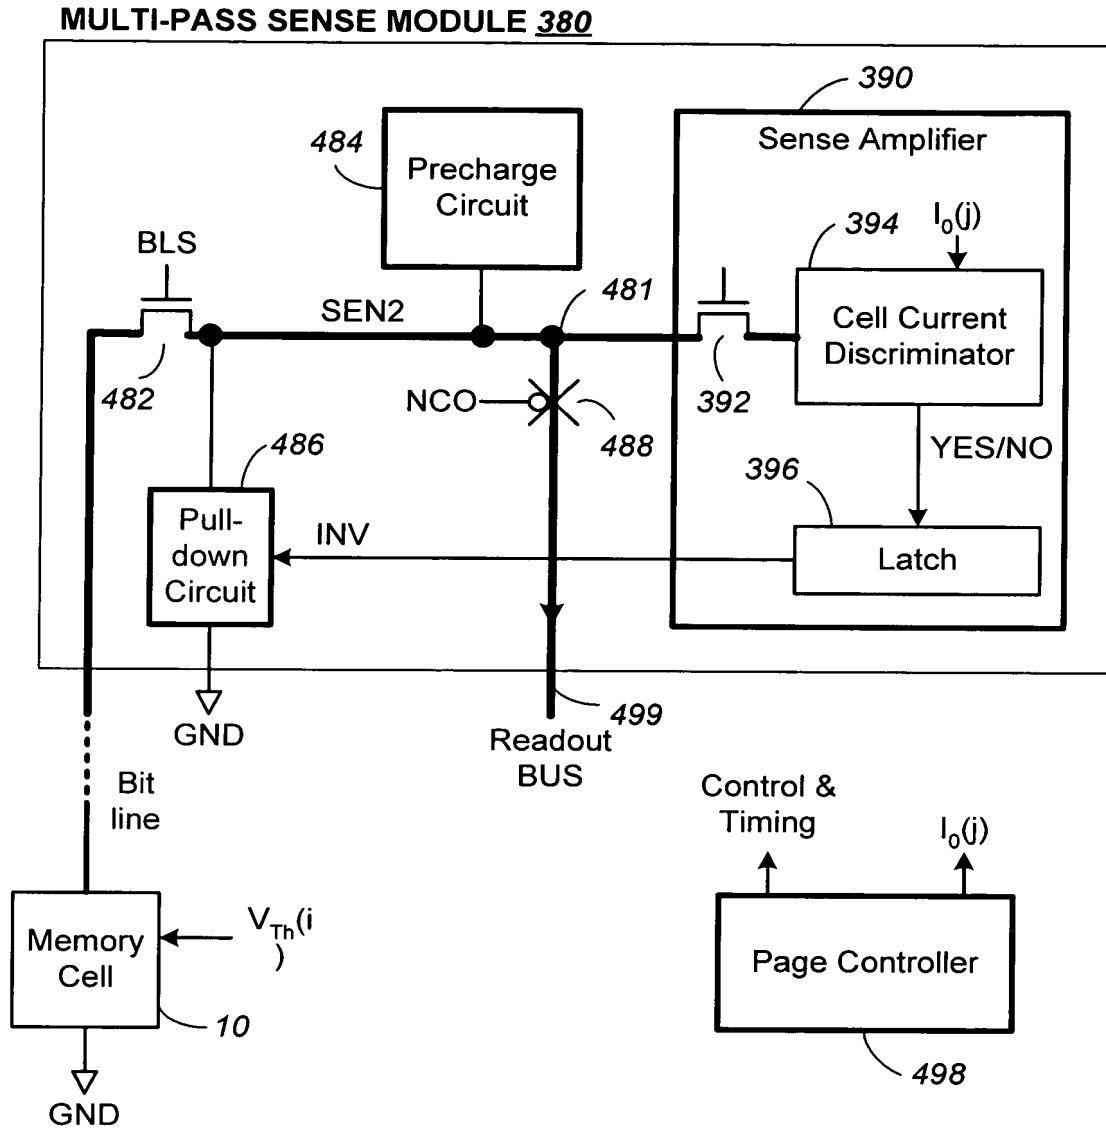 MULTI-PASS SENSE MODULE 380
390
Sense Amplifier
484
Precharge
Circuit
I0(j)
394
BLS
481
SEN2
Cell Current
Discriminator
482
392
NCO
488
486
YES/NO
396
Pull-
down
Circuit
INV
Latch
499
GND
Readout
BUS
Bit
line
Control &
Timing
I0(j)
VTh(i
)
Memory
Cell
Page Controller
10
498
GND